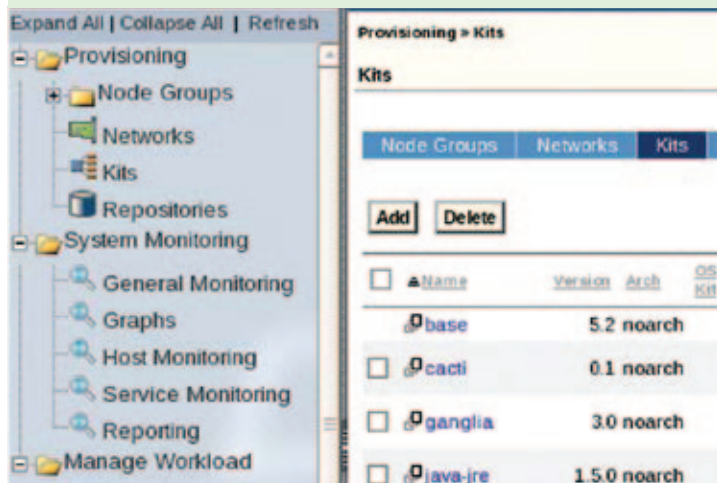 Expand All | Collapse All | Refresh
Provisioning
Node Groups
Networks
Kits
Repositories
System Monitoring
General Monitoring
Graphs
Host Monitoring
Service Monitoring
Reporting
Manage Workload
Provisioning > Kits
Kits
Node Groups Networks Kits
Add Delete
Name Version Arch OS Kit
base 5.2 noarch
cacti 0.1 noarch
ganglia 3.0 noarch
java-jre 1.5.0 noarch